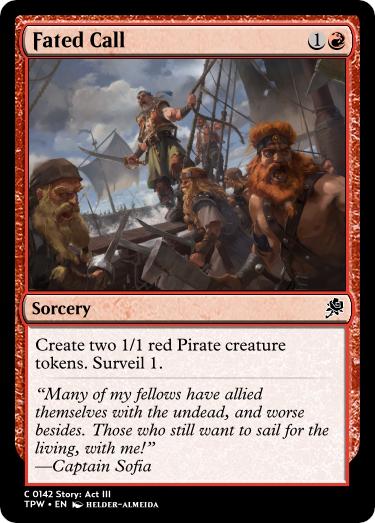 Fated Call 1
Sorcery
Create two 1/1 red Pirate creature
tokens. Surveil 1.
“Many of my fellows have allied
themselves with the undead, and worse
besides. Those who still want to sail for the
living, with me!”
—Captain Sofia
C 0142 Story: Act III
TPW • EN HELDER-ALMEIDA